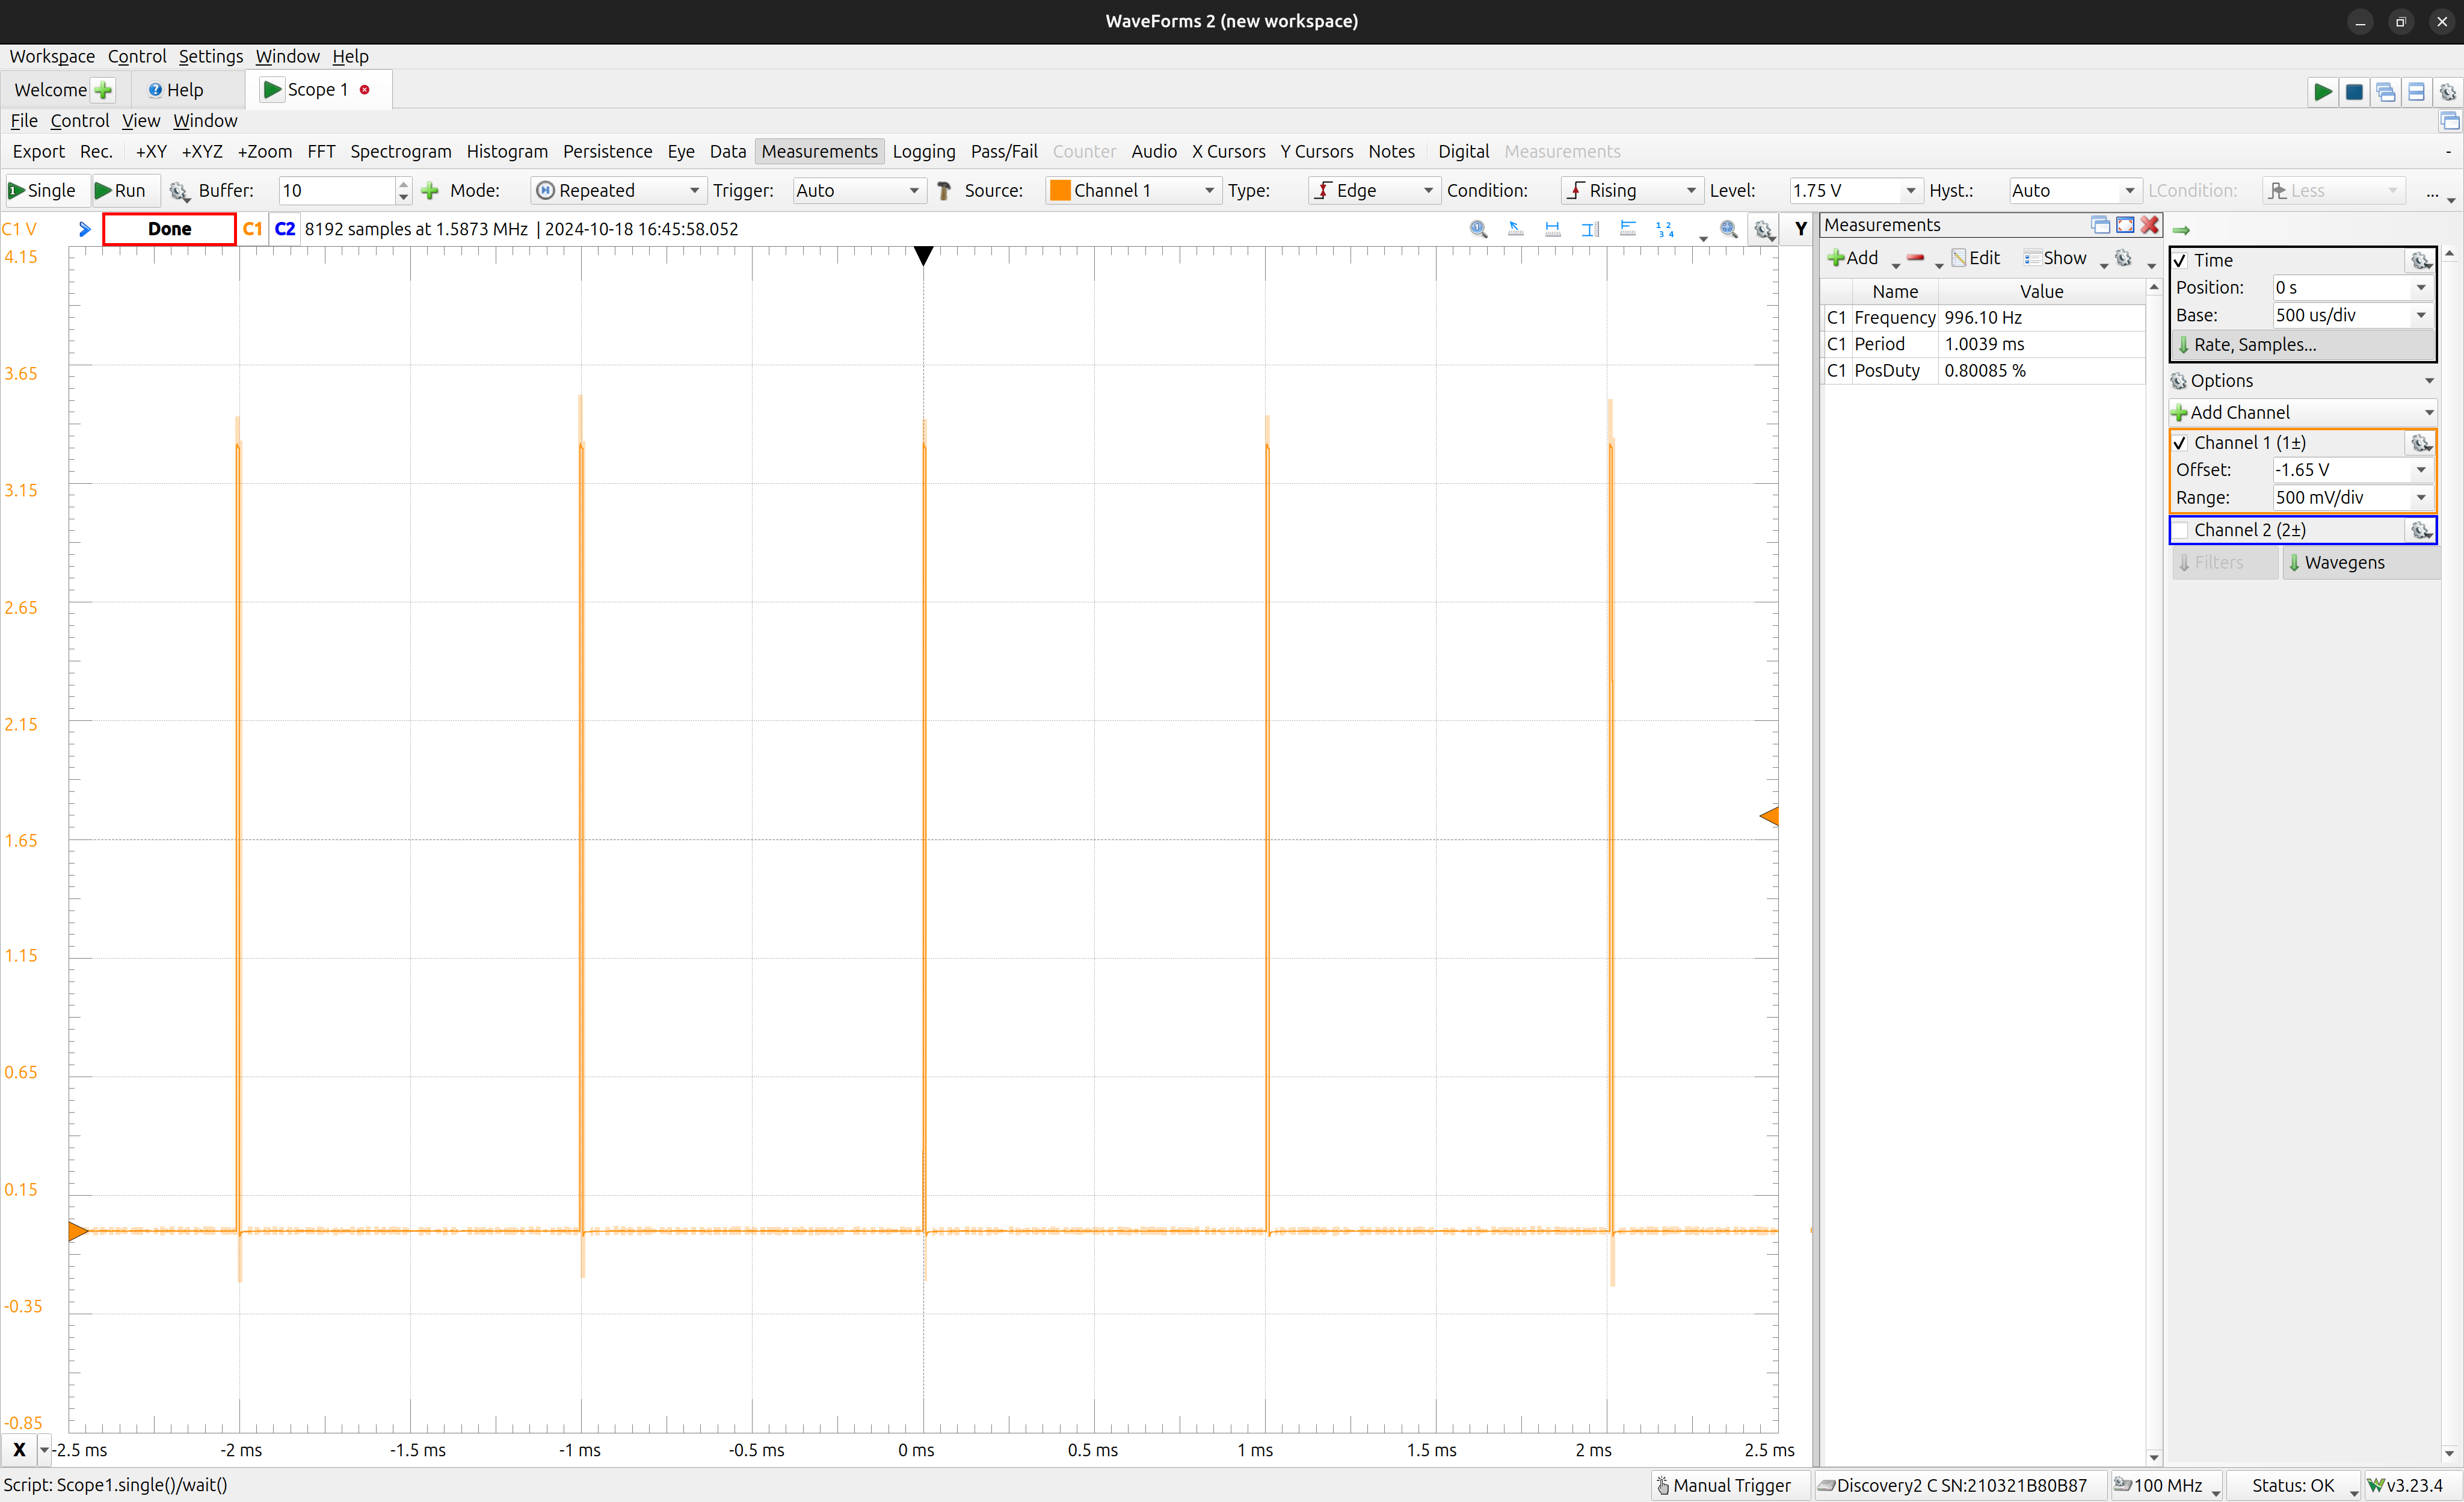 WaveForms 2 (new workspace)
Workspace Control Settings Window Help
Welcome Help Scope 1
File Control View Window
Export Rec. +XY +XYZ +Zoom FFT Spectrogram Histogram Persistence Eye Data Measurements Logging Pass/Fail Counter Audio X Cursors Y Cursors Notes Digital Measurements -
Single Run Buffer: 10 Mode: Repeated Trigger: Auto Source: Channel 1 Type: Edge Condition: Rising Level: 1.75 V Hyst.: Auto LCondition: Less ...
C1 V Done C1 C2 8192 samples at 1.5873 MHz | 2024-10-18 16:45:58.052 Y
4.15
3.65
3.15
2.65
2.15
1.65
1.15
0.65
0.15
-0.35
-0.85
X -2.5 ms -2 ms -1.5 ms -1 ms -0.5 ms 0 ms 0.5 ms 1 ms 1.5 ms 2 ms 2.5 ms
Measurements
Add Edit Show
Name Value
C1 Frequency 996.10 Hz
C1 Period 1.0039 ms
C1 PosDuty 0.80085 %
Time
Position: 0 s
Base: 500 us/div
Rate, Samples...
Options
Add Channel
Channel 1 (1±)
Offset: -1.65 V
Range: 500 mV/div
Channel 2 (2±)
Filters Wavegens
Script: Scope1.single()/wait() Manual Trigger Discovery2 C SN:210321B80B87 100 MHz Status: OK v3.23.4